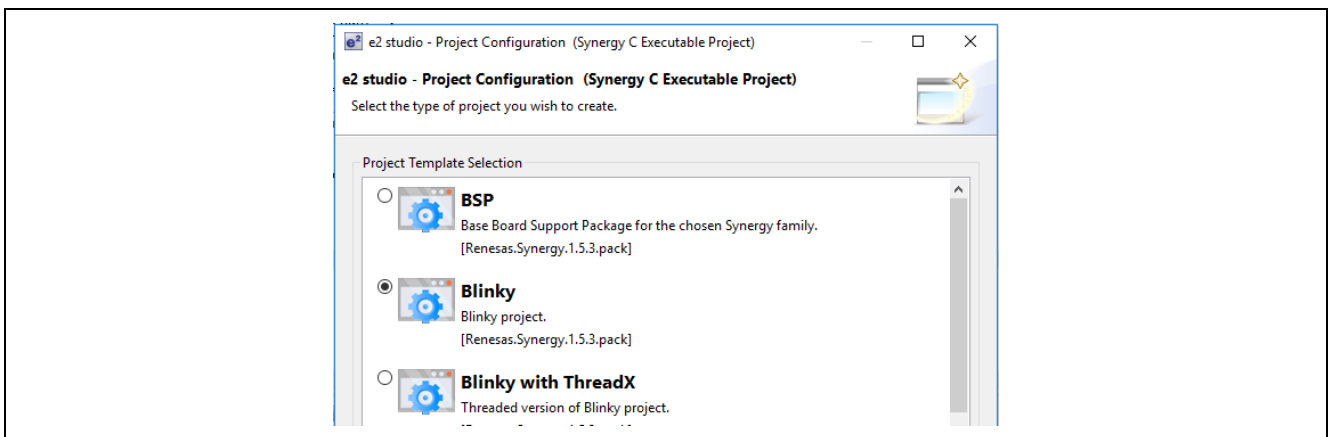 e2 studio - Project Configuration (Synergy C Executable Project)
e2 studio - Project Configuration (Synergy C Executable Project)
Select the type of project you wish to create.
Project Template Selection
BSP
Base Board Support Package for the chosen Synergy family.
[Renesas.Synergy.1.5.3.pack]
Blinky
Blinky project.
[Renesas.Synergy.1.5.3.pack]
Blinky with ThreadX
Threaded version of Blinky project.